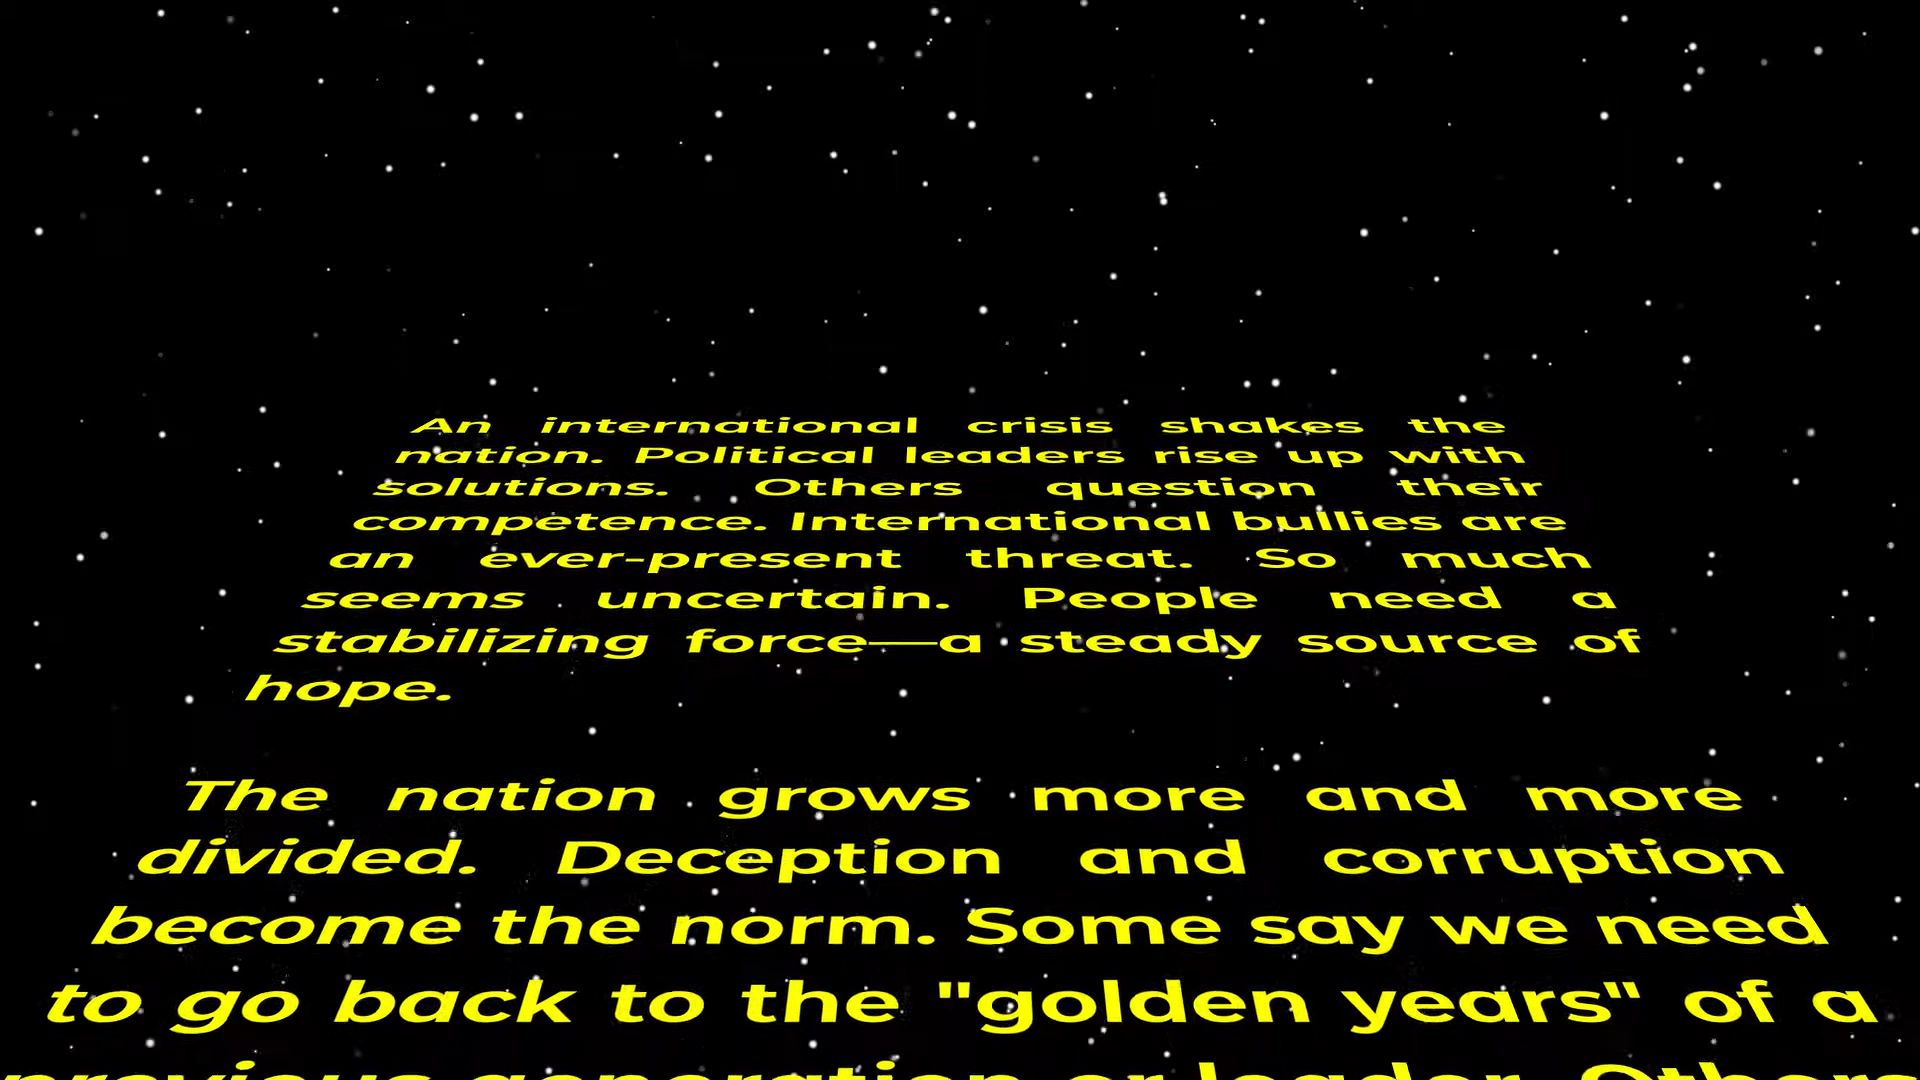 An international crisis shakes the
nation. Political leaders rise up with
solutions. Others question their
competence. International bullies are
an ever-present threat. So much
seems uncertain. People need a
stabilizing force—a steady source of
hope.
The nation grows more and more
divided. Deception and corruption
become the norm. Some say we need
to go back to the "golden years" of a
previous generation or leader. Others